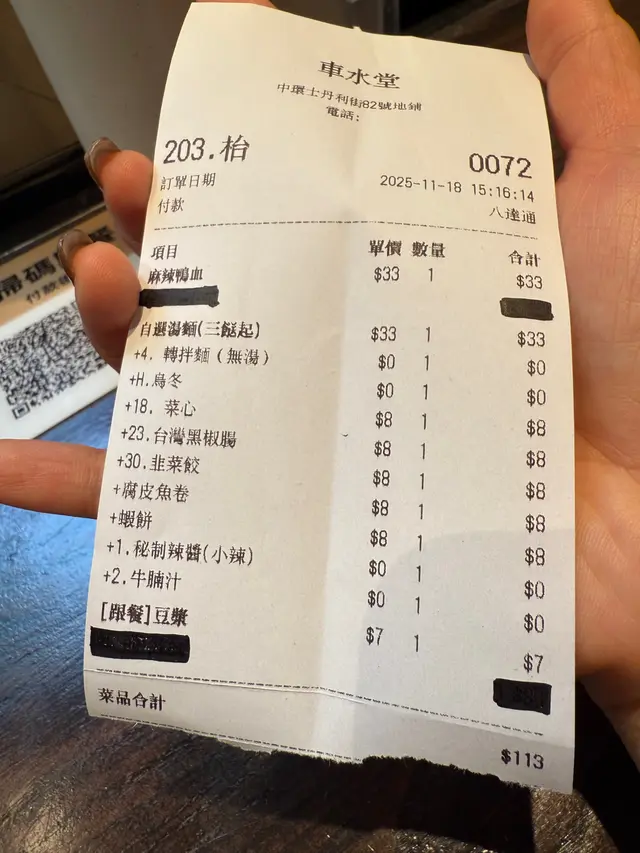 車水堂
中環士丹利街82號地鋪
電話:
203.枱 0072
訂單日期 2025-11-18 15:16:14
付款 八達通
項目 單價 數量 合計
麻辣鴨血 $33 1 $33
自選湯麵(三餸起) $33 1 $33
+4. 轉拌麵(無湯) $0 1 $0
+H.烏冬 $0 1 $0
+18. 菜心 $8 1 $8
+23.台灣黑椒腸 $8 1 $8
+30.韭菜餃 $8 1 $8
+腐皮魚卷 $8 1 $8
+蝦餅 $8 1 $8
+1.秘制辣醬(小辣) $0 1 $0
+2.牛腩汁 $0 1 $0
[跟餐]豆漿 $7 1 $7
菜品合計 $113
掃碼
付款